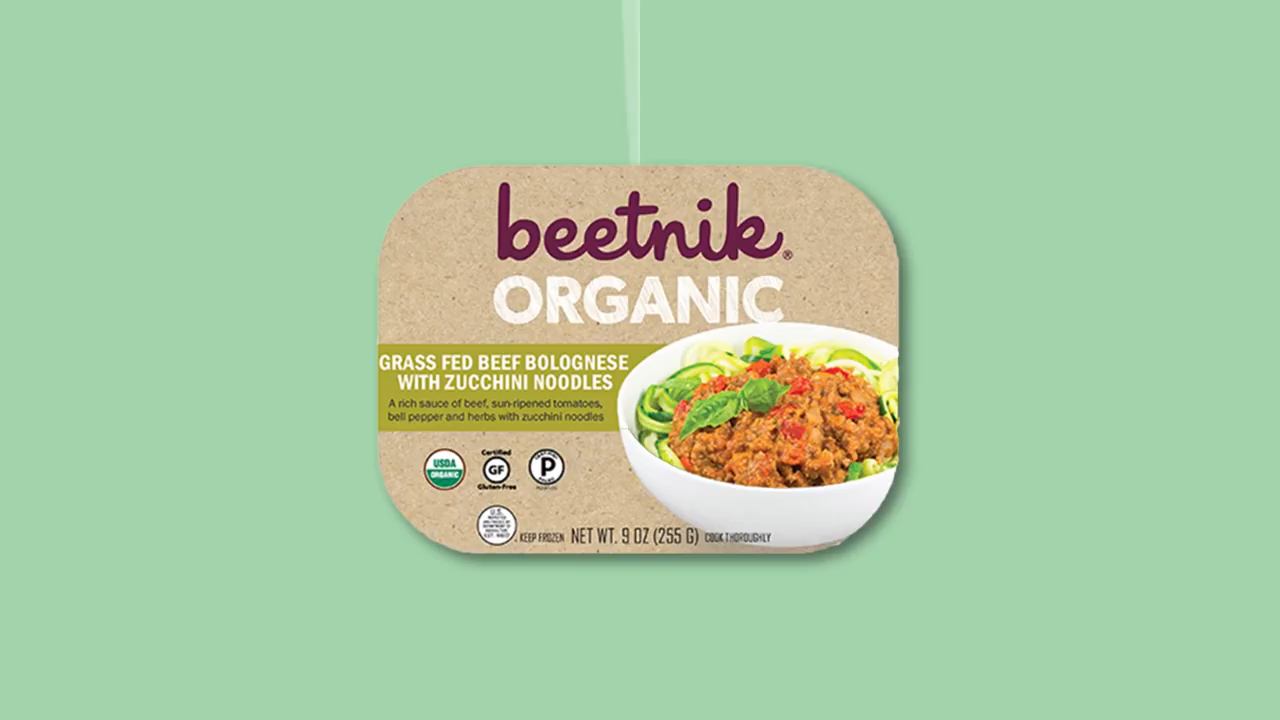 beetnik®
ORGANIC
GRASS FED BEEF BOLOGNESE
WITH ZUCCHINI NOODLES
A rich sauce of beef, sun-ripened tomatoes,
bell pepper and herbs with zucchini noodles
USDA
ORGANIC
Certified
GF
Gluten-Free
P
U.S.
KEEP FROZEN NET WT. 9 OZ (255 G) COOK THOROUGHLY